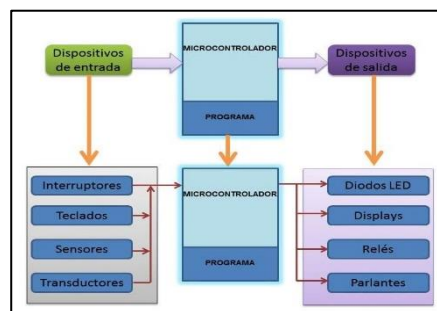 Dispositivos
de entrada
MICROCONTROLADOR
PROGRAMA
Dispositivos
de salida
Interruptores
Teclados
Sensores
Transductores
MICROCONTROLADOR
PROGRAMA
Diodos LED
Displays
Relés
Parlantes